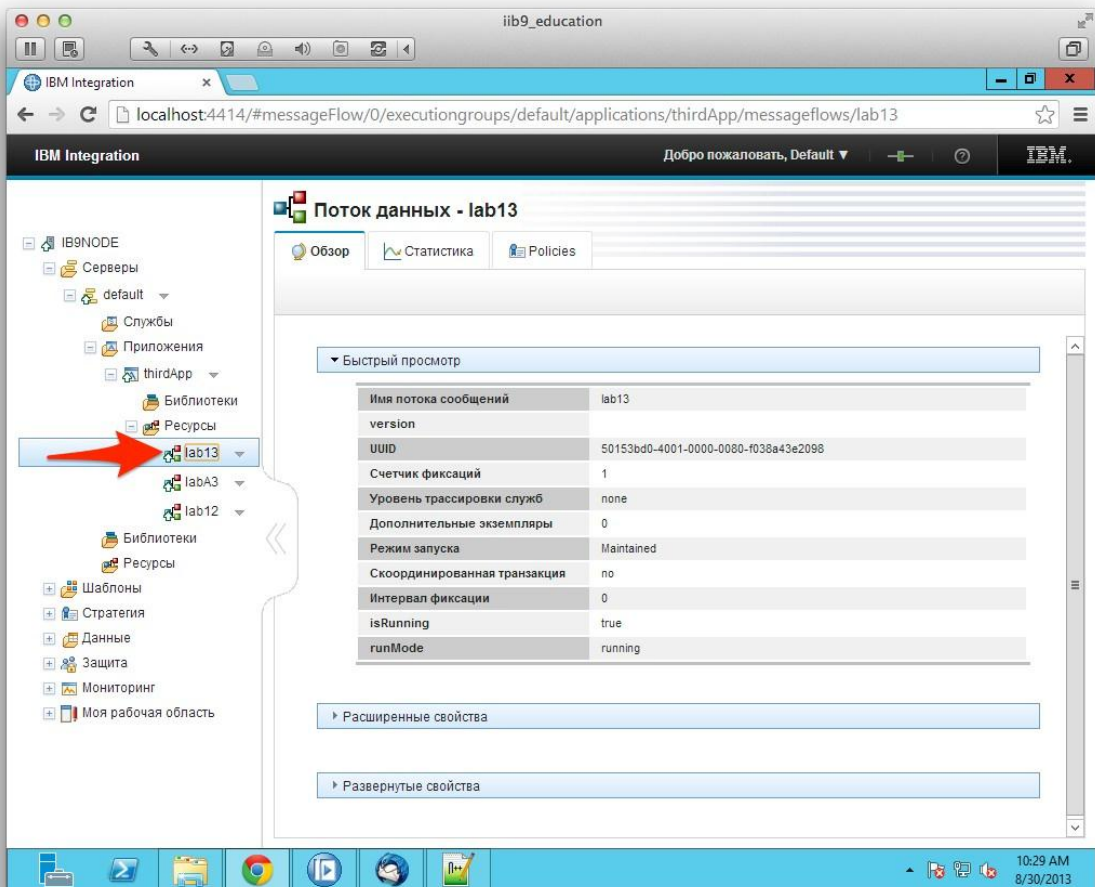 iib9_education
IBM Integration
localhost:4414/#messageFlow/0/executiongroups/default/applications/thirdApp/messageflows/lab13
IBM Integration
Добро пожаловать, Default
IBM.
IB9NODE
Серверы
default
Службы
Приложения
thirdApp
Библиотеки
Ресурсы
lab13
labA3
lab12
Библиотеки
Ресурсы
Шаблоны
Стратегия
Данные
Защита
Мониторинг
Моя рабочая область
Поток данных - lab13
Обзор
Статистика
Policies
Быстрый просмотр
Имя потока сообщений lab13
version
UUID 50153bd0-4001-0000-0080-f038a43e2098
Счетчик фиксаций 1
Уровень трассировки служб none
Дополнительные экземпляры 0
Режим запуска Maintained
Скоординированная транзакция no
Интервал фиксации 0
isRunning true
runMode running
Расширенные свойства
Развернутые свойства
10:29 AM
8/30/2013